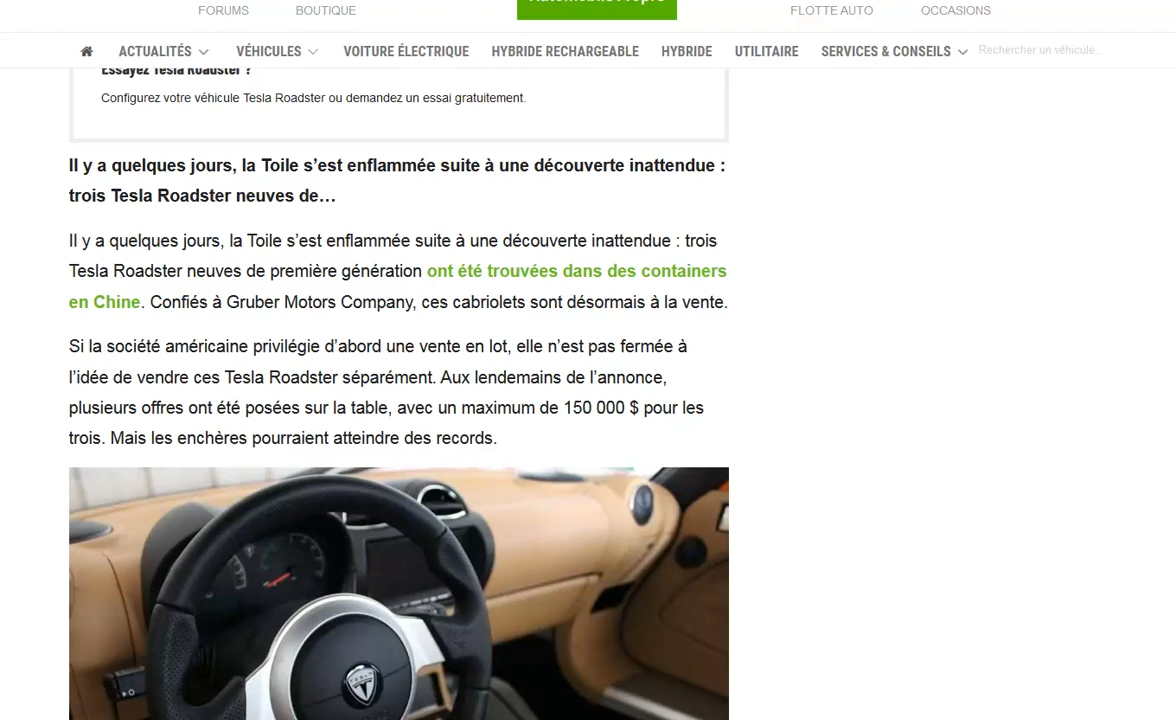 FORUMS BOUTIQUE FLOTTE AUTO OCCASIONS
ACTUALITÉS VÉHICULES VOITURE ÉLECTRIQUE HYBRIDE RECHARGEABLE HYBRIDE UTILITAIRE SERVICES & CONSEILS Rechercher un véhicule...
Essayez Tesla Roadster ?
Configurez votre véhicule Tesla Roadster ou demandez un essai gratuitement.
Il y a quelques jours, la Toile s’est enflammée suite à une découverte inattendue :
trois Tesla Roadster neuves de…
Il y a quelques jours, la Toile s’est enflammée suite à une découverte inattendue : trois
Tesla Roadster neuves de première génération ont été trouvées dans des containers
en Chine. Confiés à Gruber Motors Company, ces cabriolets sont désormais à la vente.
Si la société américaine privilégie d’abord une vente en lot, elle n’est pas fermée à
l’idée de vendre ces Tesla Roadster séparément. Aux lendemains de l’annonce,
plusieurs offres ont été posées sur la table, avec un maximum de 150 000 $ pour les
trois. Mais les enchères pourraient atteindre des records.
TESLA